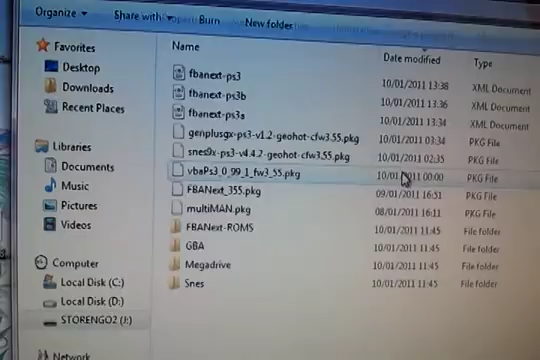 Organize Share with Burn New folder
Favorites
Desktop
Downloads
Recent Places
Libraries
Documents
Music
Pictures
Videos
Computer
Local Disk (C:)
Local Disk (D:)
STORENGO2 (J:)
Network
Name Date modified Type
fbanext-ps3 10/01/2011 13:38 XML Document
fbanext-ps3b 10/01/2011 13:36 XML Document
fbanext-ps3a 10/01/2011 13:34 XML Document
genplusgx-ps3-v1.2-geohot-cfw3.55.pkg 10/01/2011 03:34 PKG File
snes9x-ps3-v4.4.2-geohot-cfw3.55.pkg 10/01/2011 02:35 PKG File
vbaPs3_0_99_1_fw3_55.pkg 10/01/2011 00:00 PKG File
FBANext_355.pkg 09/01/2011 16:51 PKG File
multiMAN.pkg 08/01/2011 16:11 PKG File
FBANext-ROMS 10/01/2011 11:45 File folder
GBA 10/01/2011 11:45 File folder
Megadrive 10/01/2011 11:45 File folder
Snes 10/01/2011 11:45 File folder